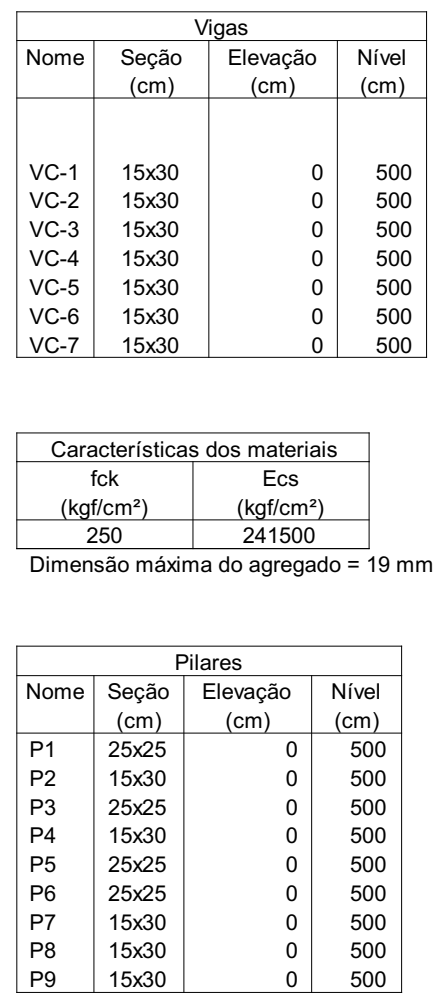 Vigas
Nome Seção Elevação Nível
(cm) (cm) (cm)
VC-1 15x30 0 500
VC-2 15x30 0 500
VC-3 15x30 0 500
VC-4 15x30 0 500
VC-5 15x30 0 500
VC-6 15x30 0 500
VC-7 15x30 0 500
Características dos materiais
fck Ecs
(kgf/cm²) (kgf/cm²)
250 241500
Dimensão máxima do agregado = 19 mm
Pilares
Nome Seção Elevação Nível
(cm) (cm) (cm)
P1 25x25 0 500
P2 15x30 0 500
P3 25x25 0 500
P4 15x30 0 500
P5 25x25 0 500
P6 25x25 0 500
P7 15x30 0 500
P8 15x30 0 500
P9 15x30 0 500